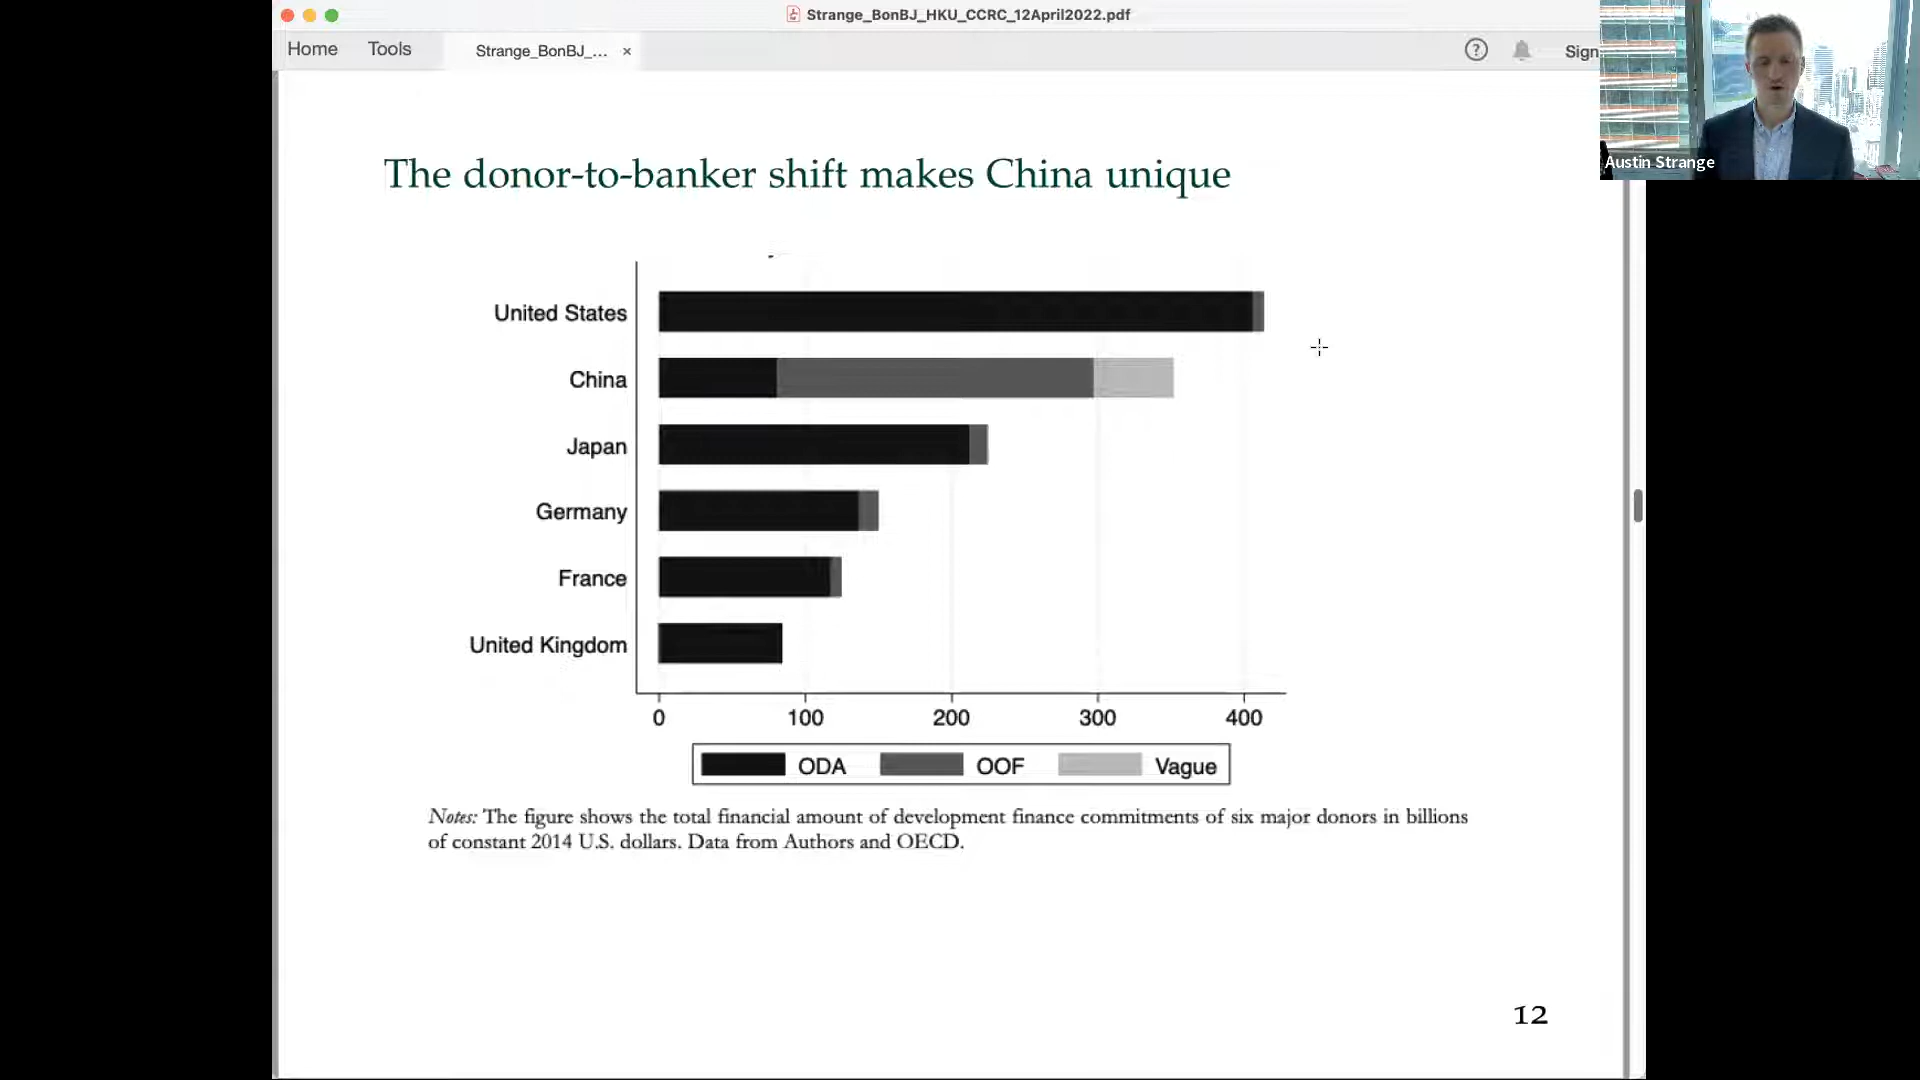 Strange_BonBJ_HKU_CCRC_12April2022.pdf
Home Tools Strange_BonBJ_... × ? Sign
Austin Strange
The donor-to-banker shift makes China unique
United States
China
Japan
Germany
France
United Kingdom
0 100 200 300 400
ODA OOF Vague
Notes: The figure shows the total financial amount of development finance commitments of six major donors in billions
of constant 2014 U.S. dollars. Data from Authors and OECD.
12